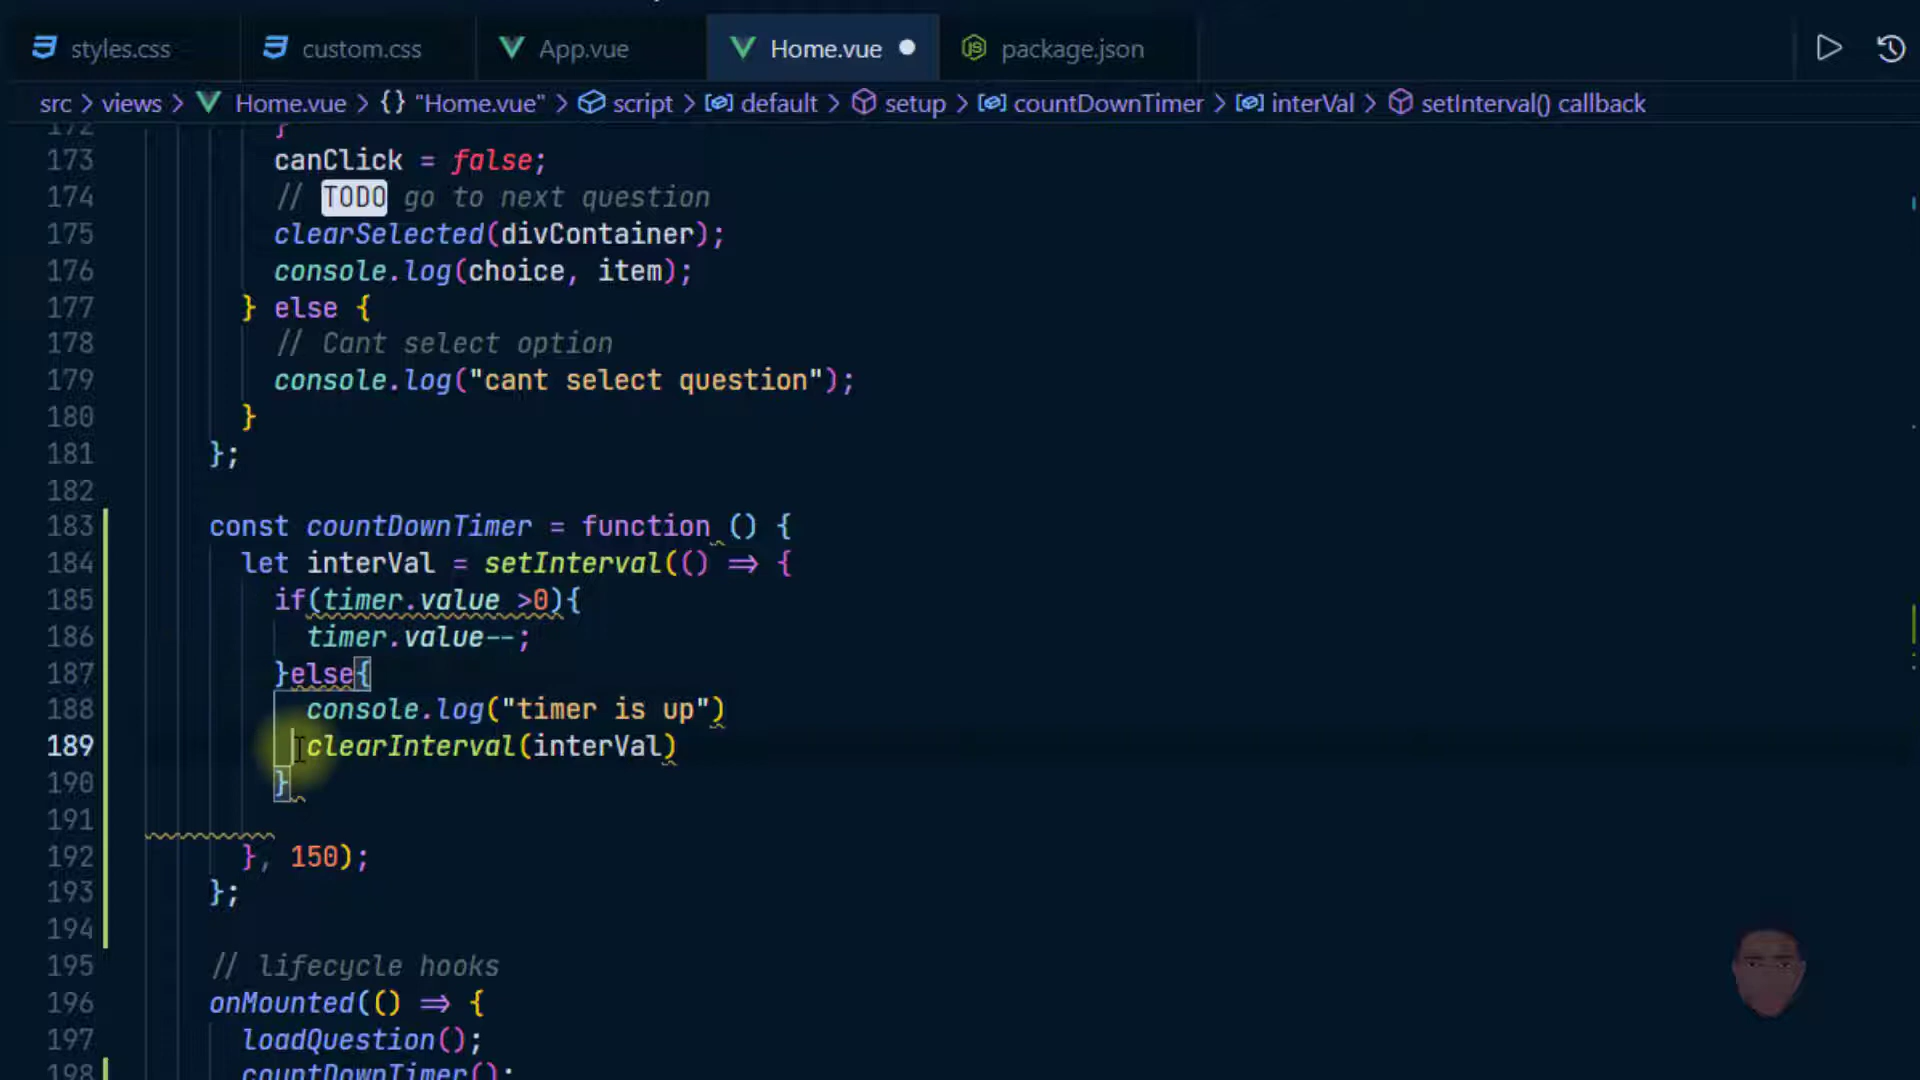 styles.css custom.css App.vue Home.vue package.json
src > views > Home.vue > {} "Home.vue" > script > default > setup > countDownTimer > interVal > setInterval() callback
172 }
173 canClick = false;
174 // TODO go to next question
175 clearSelected(divContainer);
176 console.log(choice, item);
177 } else {
178 // Cant select option
179 console.log("cant select question");
180 }
181 };
182
183 const countDownTimer = function () {
184 let interVal = setInterval(() => {
185 if(timer.value >0){
186 timer.value--;
187 }else{
188 console.log("timer is up")
189 clearInterval(interVal)
190 }
191
192 }, 150);
193 };
194
195 // lifecycle hooks
196 onMounted(() => {
197 loadQuestion();
198 countDownTimer();